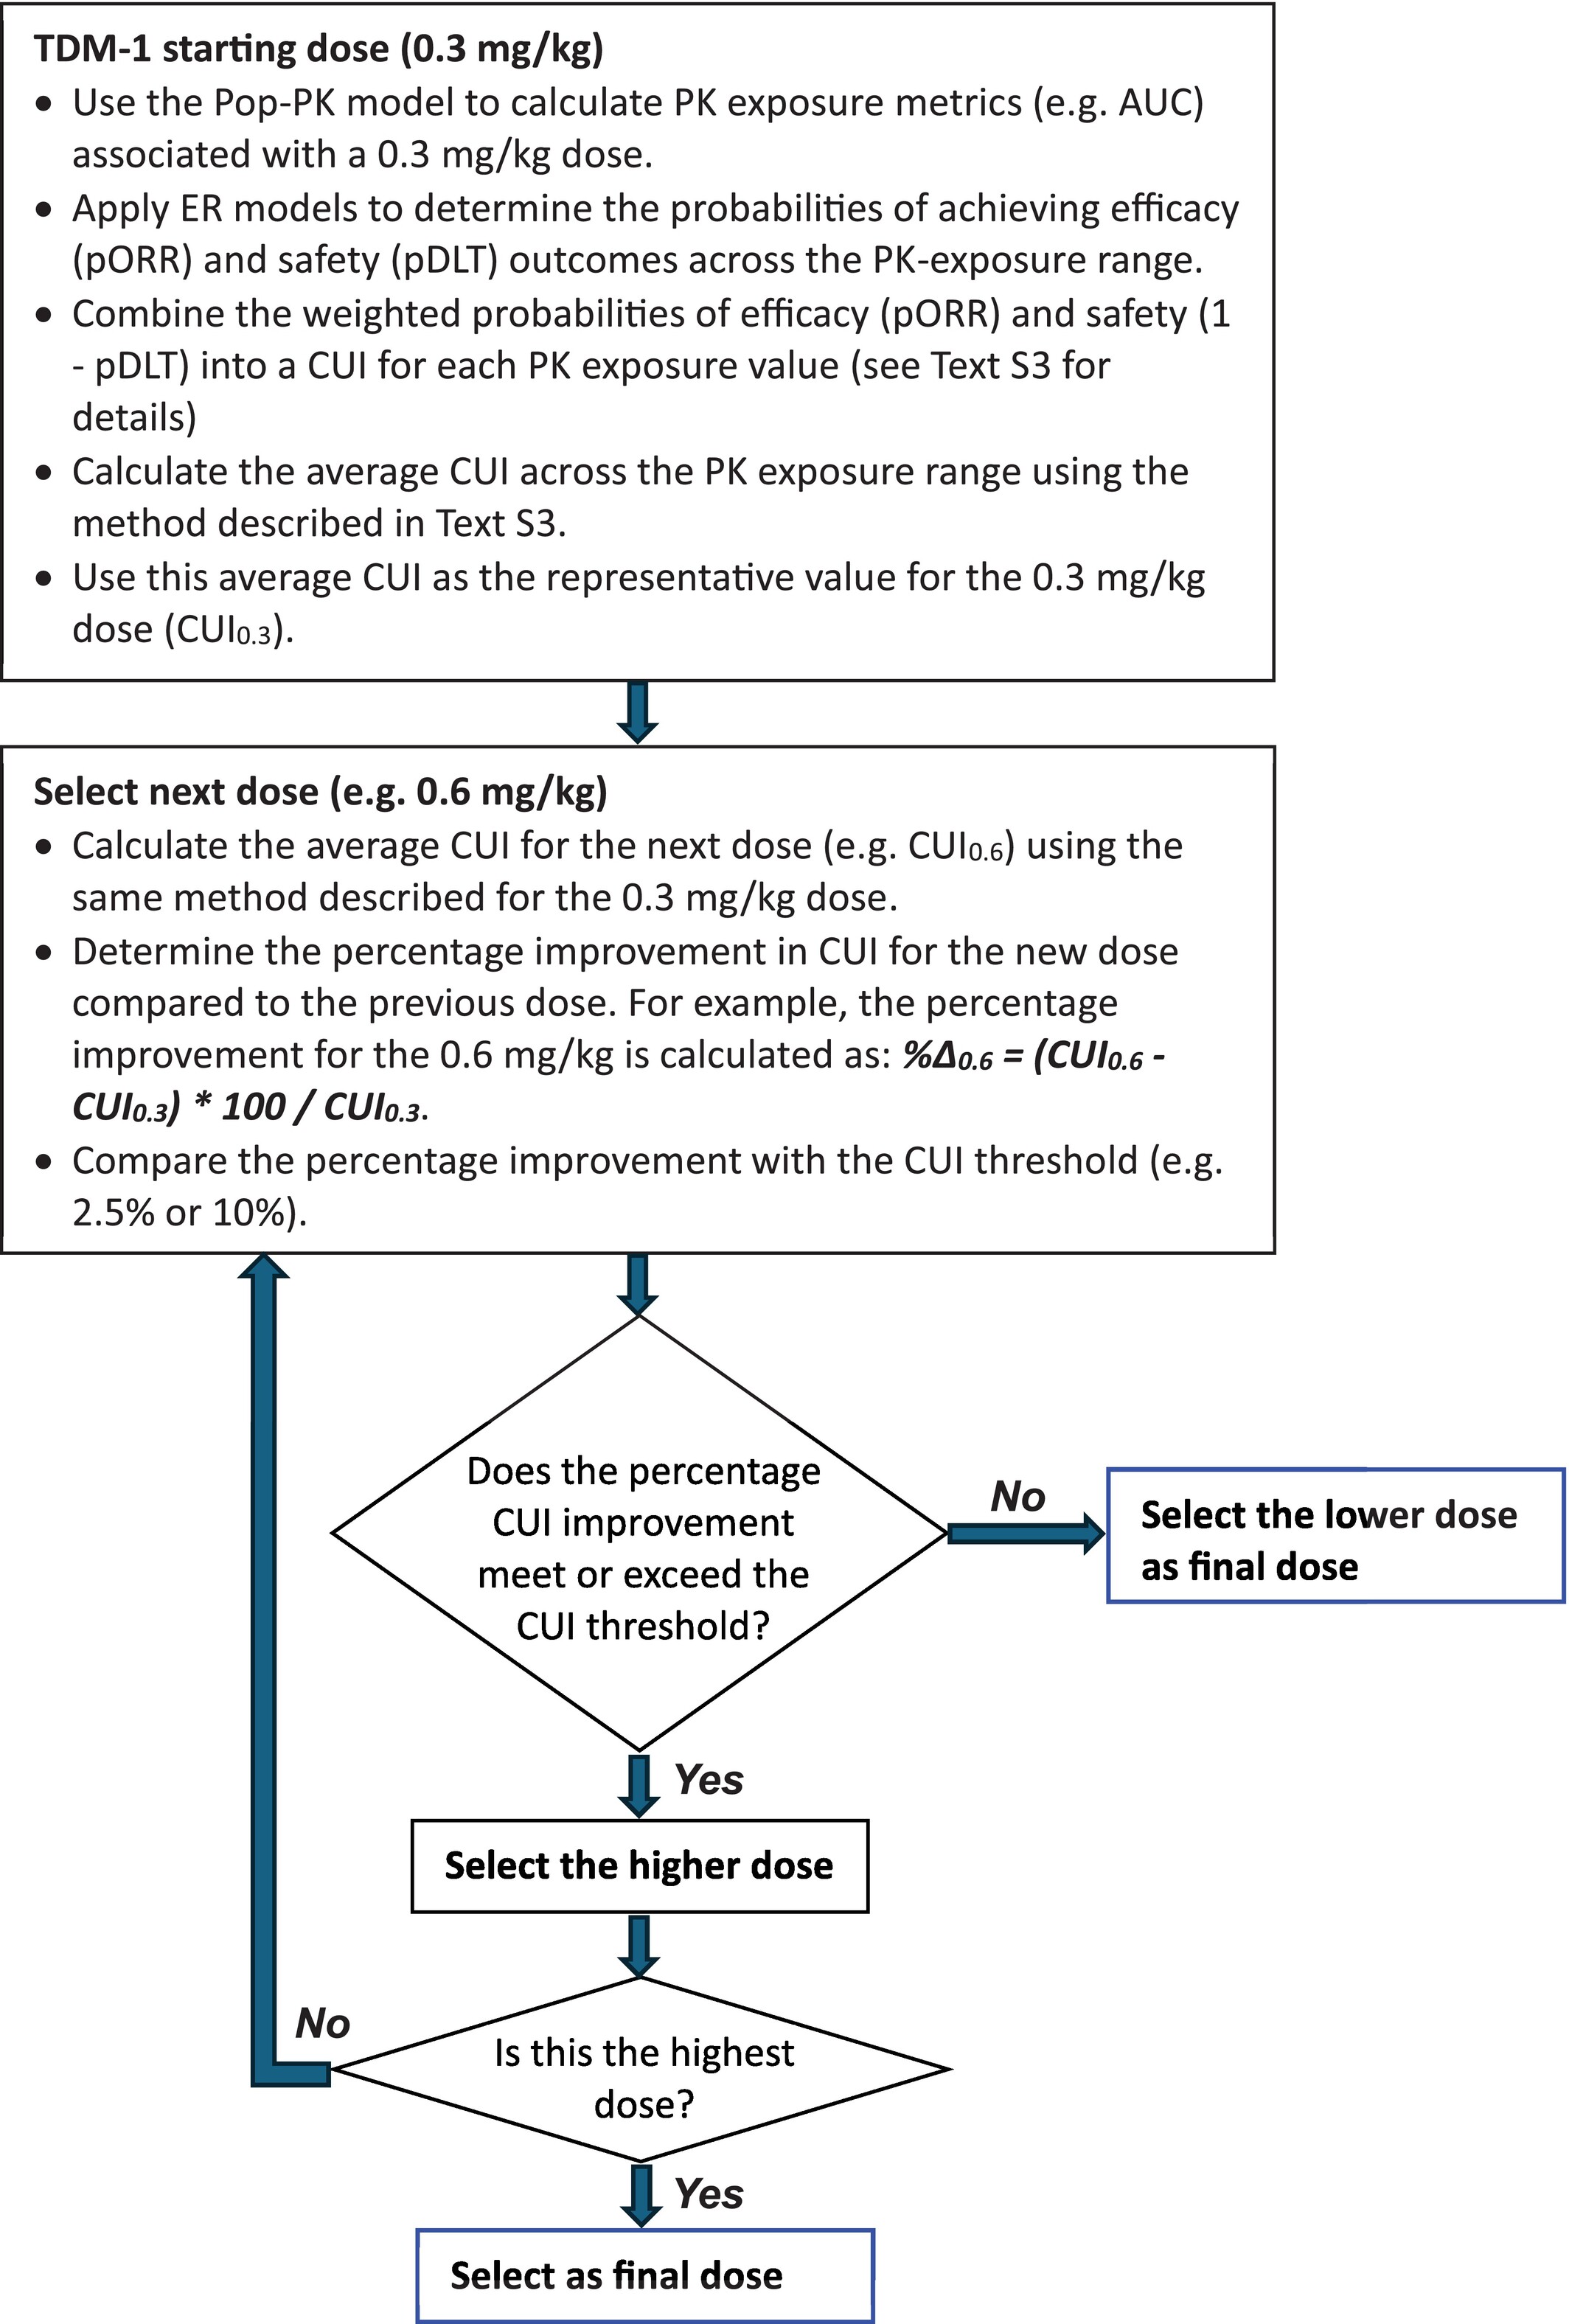 TDM-1 starting dose (0.3 mg/kg)
• Use the Pop-PK model to calculate PK exposure metrics (e.g. AUC)
associated with a 0.3 mg/kg dose.
• Apply ER models to determine the probabilities of achieving efficacy
(pORR) and safety (pDLT) outcomes across the PK-exposure range.
• Combine the weighted probabilities of efficacy (pORR) and safety (1
- pDLT) into a CUI for each PK exposure value (see Text S3 for
details)
• Calculate the average CUI across the PK exposure range using the
method described in Text S3.
• Use this average CUI as the representative value for the 0.3 mg/kg
dose (CUI0.3).
Select next dose (e.g. 0.6 mg/kg)
• Calculate the average CUI for the next dose (e.g. CUI0.6) using the
same method described for the 0.3 mg/kg dose.
• Determine the percentage improvement in CUI for the new dose
compared to the previous dose. For example, the percentage
improvement for the 0.6 mg/kg is calculated as: %Δ0.6 = (CUI0.6 -
CUI0.3) * 100 / CUI0.3.
• Compare the percentage improvement with the CUI threshold (e.g.
2.5% or 10%).
Does the percentage
CUI improvement
meet or exceed the
CUI threshold?
No
Select the lower dose
as final dose
Yes
Select the higher dose
Is this the highest
dose?
No
Yes
Select as final dose